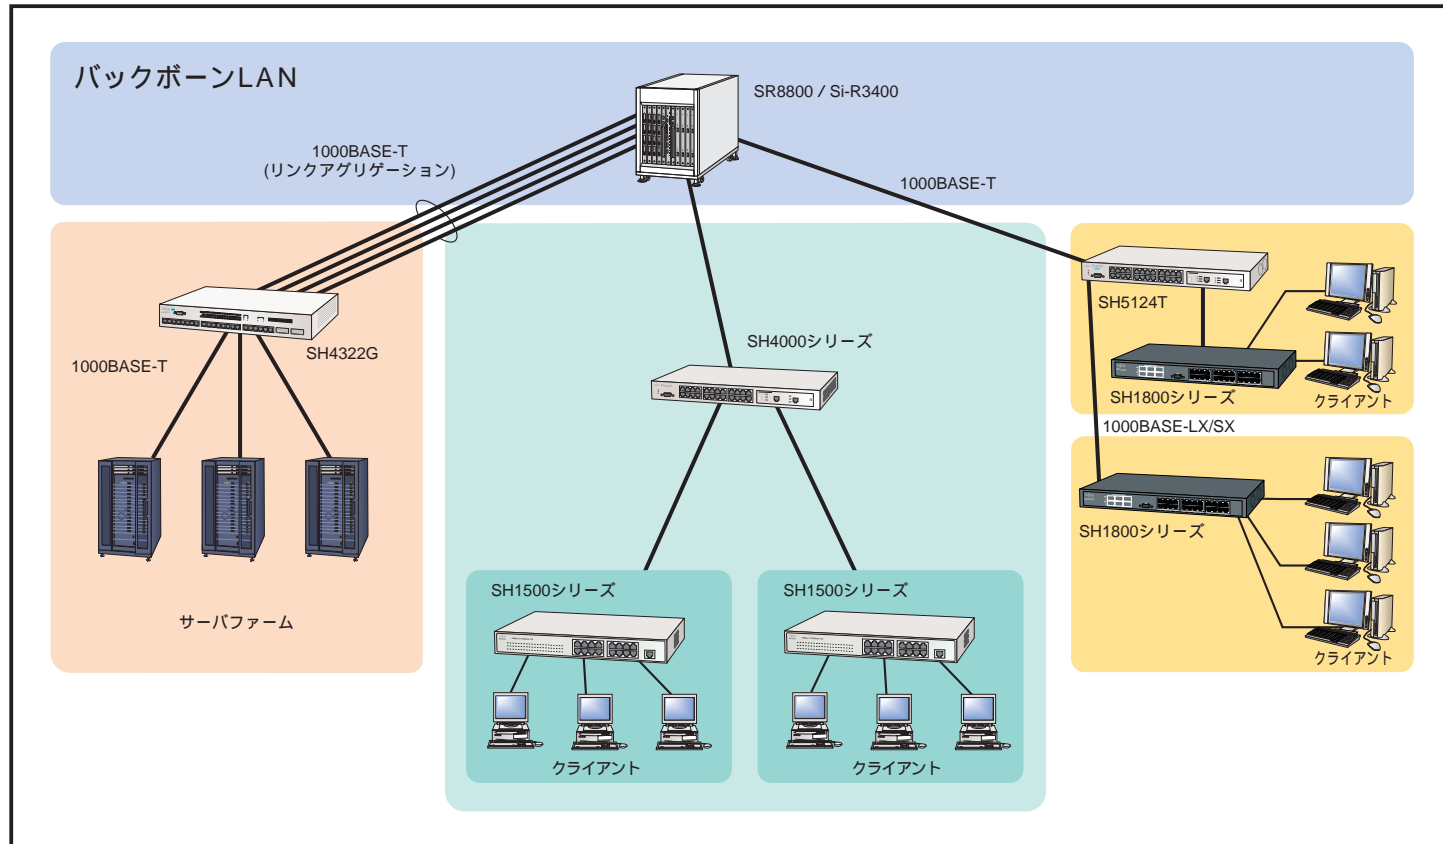 バックボーンLAN
SR8800 / Si-R3400
1000BASE-T
(リンクアグリゲーション)
1000BASE-T
SH4322G
1000BASE-T
サーバファーム
SH4000シリーズ
SH1500シリーズ
クライアント
SH1500シリーズ
クライアント
SH5124T
SH1800シリーズ
クライアント
1000BASE-LX/SX
SH1800シリーズ
クライアント